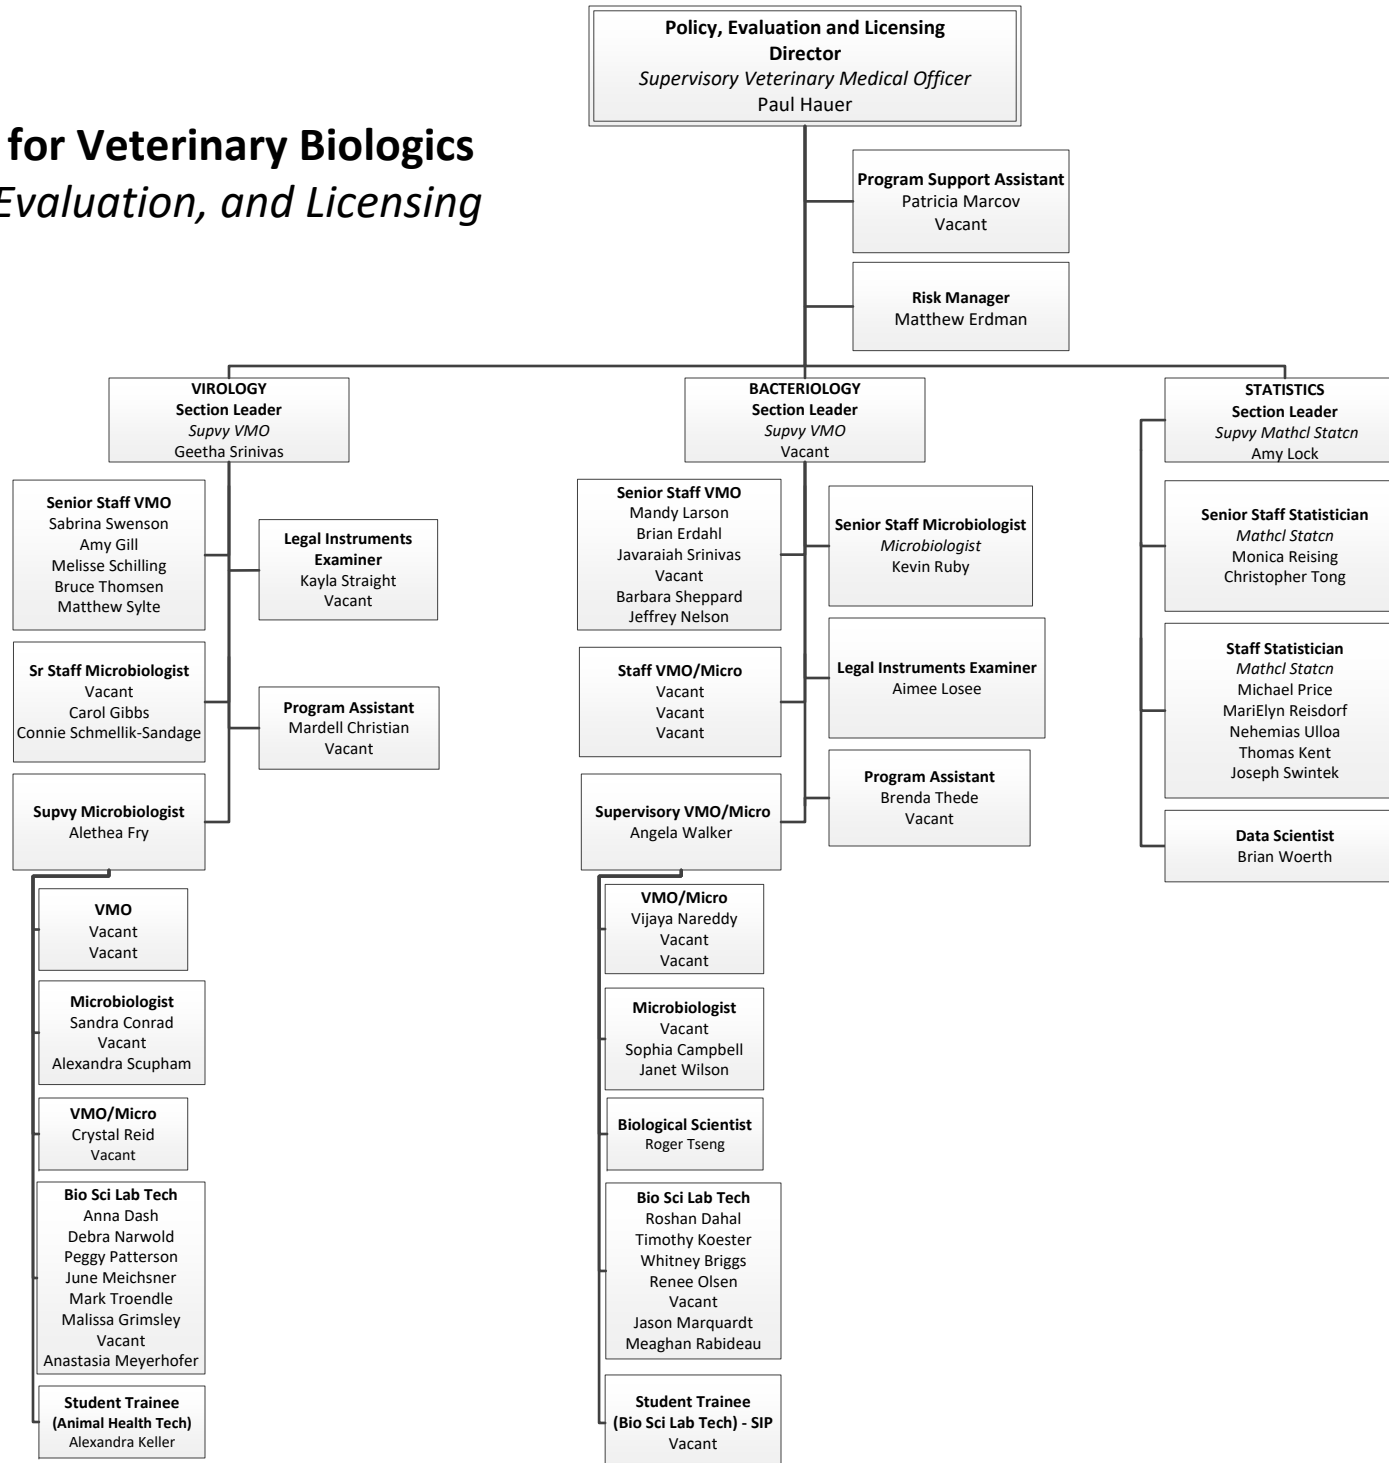 Policy, Evaluation and Licensing
Director
Supervisory Veterinary Medical Officer
Paul Hauer
for Veterinary Biologics
Evaluation, and Licensing
Program Support Assistant
Patricia Marcov
Vacant
Risk Manager
Matthew Erdman
VIROLOGY
Section Leader
Supvy VMO
Geetha Srinivas
Senior Staff VMO
Sabrina Swenson
Amy Gill
Melisse Schilling
Bruce Thomsen
Matthew Sylte
Legal Instruments
Examiner
Kayla Straight
Vacant
Sr Staff Microbiologist
Vacant
Carol Gibbs
Connie Schmellik-Sandage
Program Assistant
Mardell Christian
Vacant
Supvy Microbiologist
Alethea Fry
VMO
Vacant
Vacant
Microbiologist
Sandra Conrad
Vacant
Alexandra Scupham
VMO/Micro
Crystal Reid
Vacant
Bio Sci Lab Tech
Anna Dash
Debra Narwold
Peggy Patterson
June Meichsner
Mark Troendle
Malissa Grimsley
Vacant
Anastasia Meyerhofer
Student Trainee
(Animal Health Tech)
Alexandra Keller
BACTERIOLOGY
Section Leader
Supvy VMO
Vacant
Senior Staff VMO
Mandy Larson
Brian Erdahl
Javaraiah Srinivas
Vacant
Barbara Sheppard
Jeffrey Nelson
Senior Staff Microbiologist
Microbiologist
Kevin Ruby
Staff VMO/Micro
Vacant
Vacant
Vacant
Legal Instruments Examiner
Aimee Losee
Supervisory VMO/Micro
Angela Walker
Program Assistant
Brenda Thede
Vacant
VMO/Micro
Vijaya Nareddy
Vacant
Vacant
Microbiologist
Vacant
Sophia Campbell
Janet Wilson
Biological Scientist
Roger Tseng
Bio Sci Lab Tech
Roshan Dahal
Timothy Koester
Whitney Briggs
Renee Olsen
Vacant
Jason Marquardt
Meaghan Rabideau
Student Trainee
(Bio Sci Lab Tech) - SIP
Vacant
STATISTICS
Section Leader
Supvy Mathcl Statcn
Amy Lock
Senior Staff Statistician
Mathcl Statcn
Monica Reising
Christopher Tong
Staff Statistician
Mathcl Statcn
Michael Price
MariElyn Reisdorf
Nehemias Ulloa
Thomas Kent
Joseph Swintek
Data Scientist
Brian Woerth